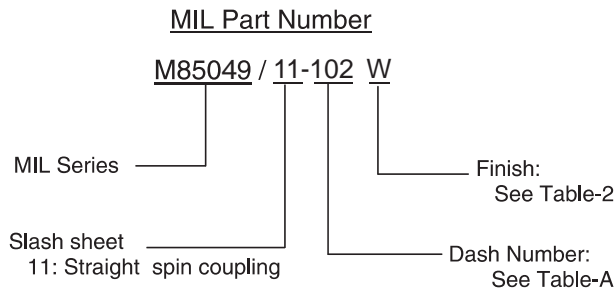 MIL Part Number
M85049 / 11-102 W
MIL Series
Finish:
See Table-2
Slash sheet
11: Straight spin coupling
Dash Number:
See Table-A